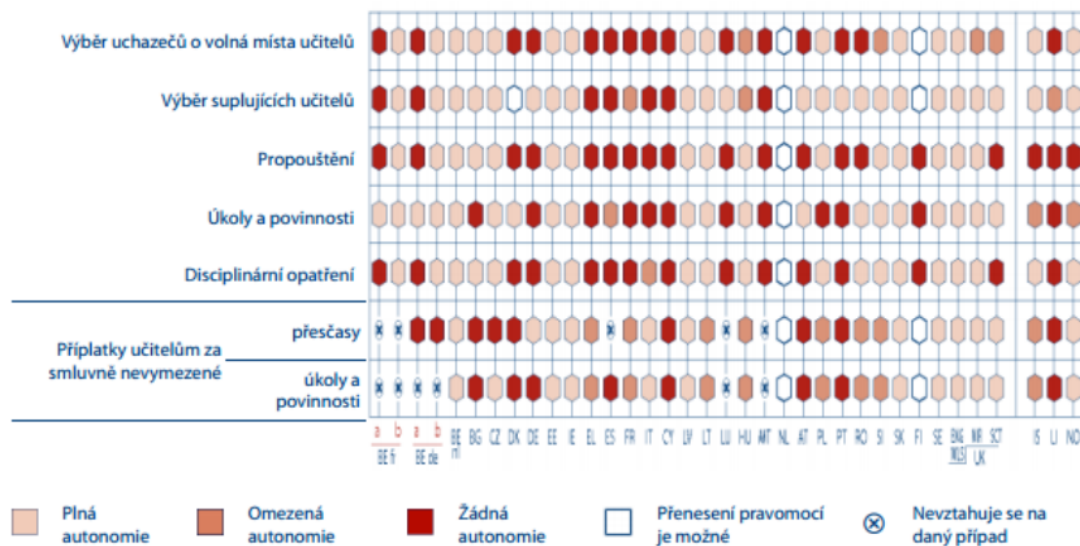 Výběr uchazečů o volná místa učitelů
Výběr suplujících učitelů
Propouštění
Úkoly a povinnosti
Disciplinární opatření
Příplatky učitelům za
smluvně nevymezené
přesčasy
úkoly a
povinnosti
a b a b BE BG CZ DK DE EE IE EL ES FR IT CY LV LT LU HU NL AT PL PT RO SI SK FI SE ENG NIR SCT IS LI NO
BE fr BE de nl WLS UK
Plná
autonomie
Omezená
autonomie
Žádná
autonomie
Přenesení pravomocí
je možné
Nevztahuje se na
daný případ